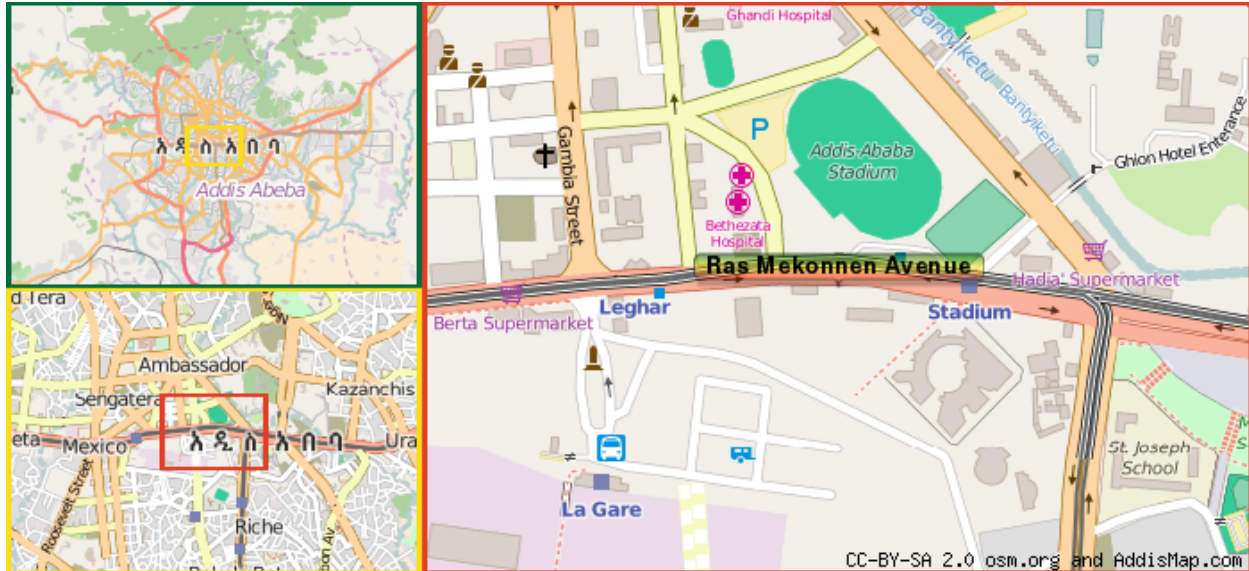 አዲስ አበባ
Addis Abeba
d Tera
Ambassador
Kazanchis
Sengatera
አዲስ አበባ
eta
Mexico
Ura
Roosevelt Street
Riche
Ghandi Hospital
Bantyiketu
Bantyiketu
P
Gambia Street
Addis-Ababa
Stadium
Ghion Hotel Enterance
Bethezata
Hospital
Ras Mekonnen Avenue
Hadia' Supermarket
Leghar
Stadium
Berta Supermarket
St. Joseph
School
La Gare
CC-BY-SA 2.0 osm.org and AddisMap.com